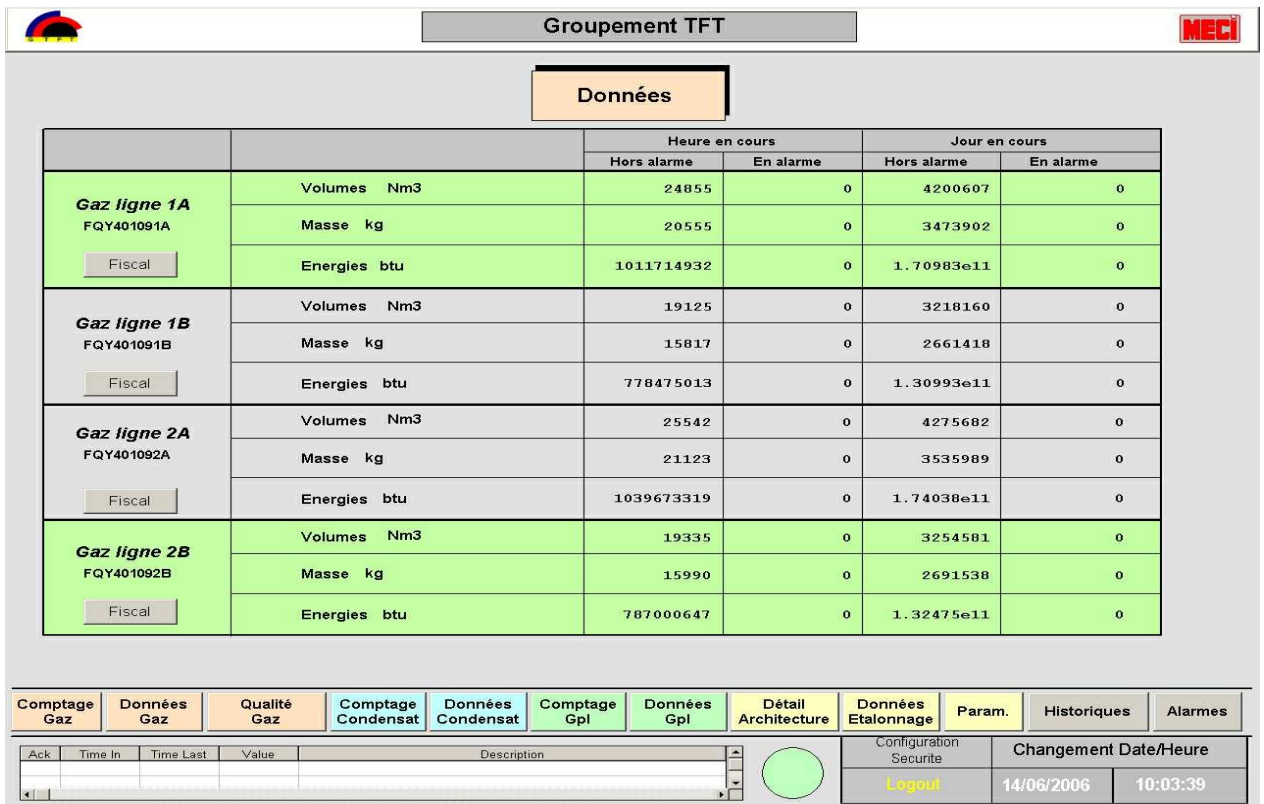 Groupement TFT
GTFT
MECI
Données
Heure en cours Jour en cours
Hors alarme En alarme Hors alarme En alarme
Gaz ligne 1A
FQY401091A
Fiscal
Volumes Nm3 24855 0 4200607 0
Masse kg 20555 0 3473902 0
Energies btu 1011714932 0 1.70983e11 0
Gaz ligne 1B
FQY401091B
Fiscal
Volumes Nm3 19125 0 3218160 0
Masse kg 15817 0 2661418 0
Energies btu 778475013 0 1.30993e11 0
Gaz ligne 2A
FQY401092A
Fiscal
Volumes Nm3 25542 0 4275682 0
Masse kg 21123 0 3535989 0
Energies btu 1039673319 0 1.74038e11 0
Gaz ligne 2B
FQY401092B
Fiscal
Volumes Nm3 19335 0 3254581 0
Masse kg 15990 0 2691538 0
Energies btu 787000647 0 1.32475e11 0
Comptage Gaz
Données Gaz
Qualité Gaz
Comptage Condensat
Données Condensat
Comptage Gpl
Données Gpl
Détail Architecture
Données Etalonnage
Param.
Historiques
Alarmes
Ack Time In Time Last Value Description
Configuration
Securite
Logout
Changement Date/Heure
14/06/2006 10:03:39